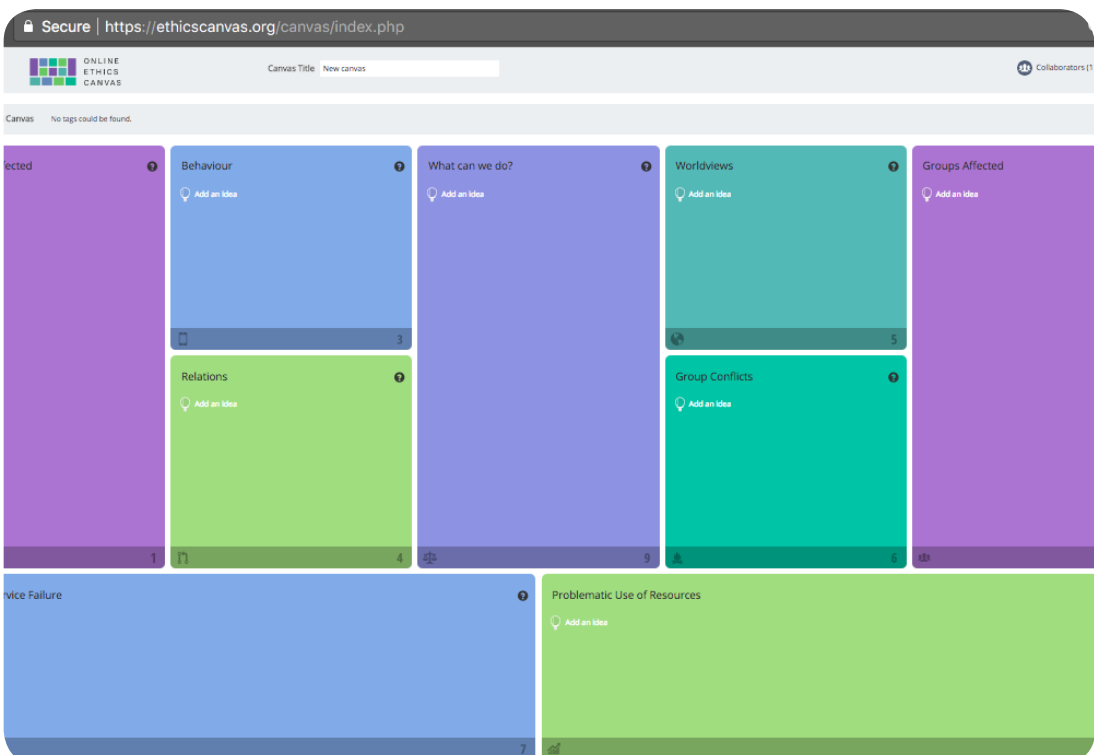 Secure | https://ethicscanvas.org/canvas/index.php
ONLINE
ETHICS
CANVAS
Canvas Title New canvas
Collaborators (1
Canvas No tags could be found.
fected
Behaviour
Add an Idea
3
What can we do?
Add an Idea
Worldviews
Add an Idea
5
Groups Affected
Add an Idea
Relations
Add an Idea
Group Conflicts
Add an Idea
1
4
9
6
rvice Failure
7
Problematic Use of Resources
Add an Idea